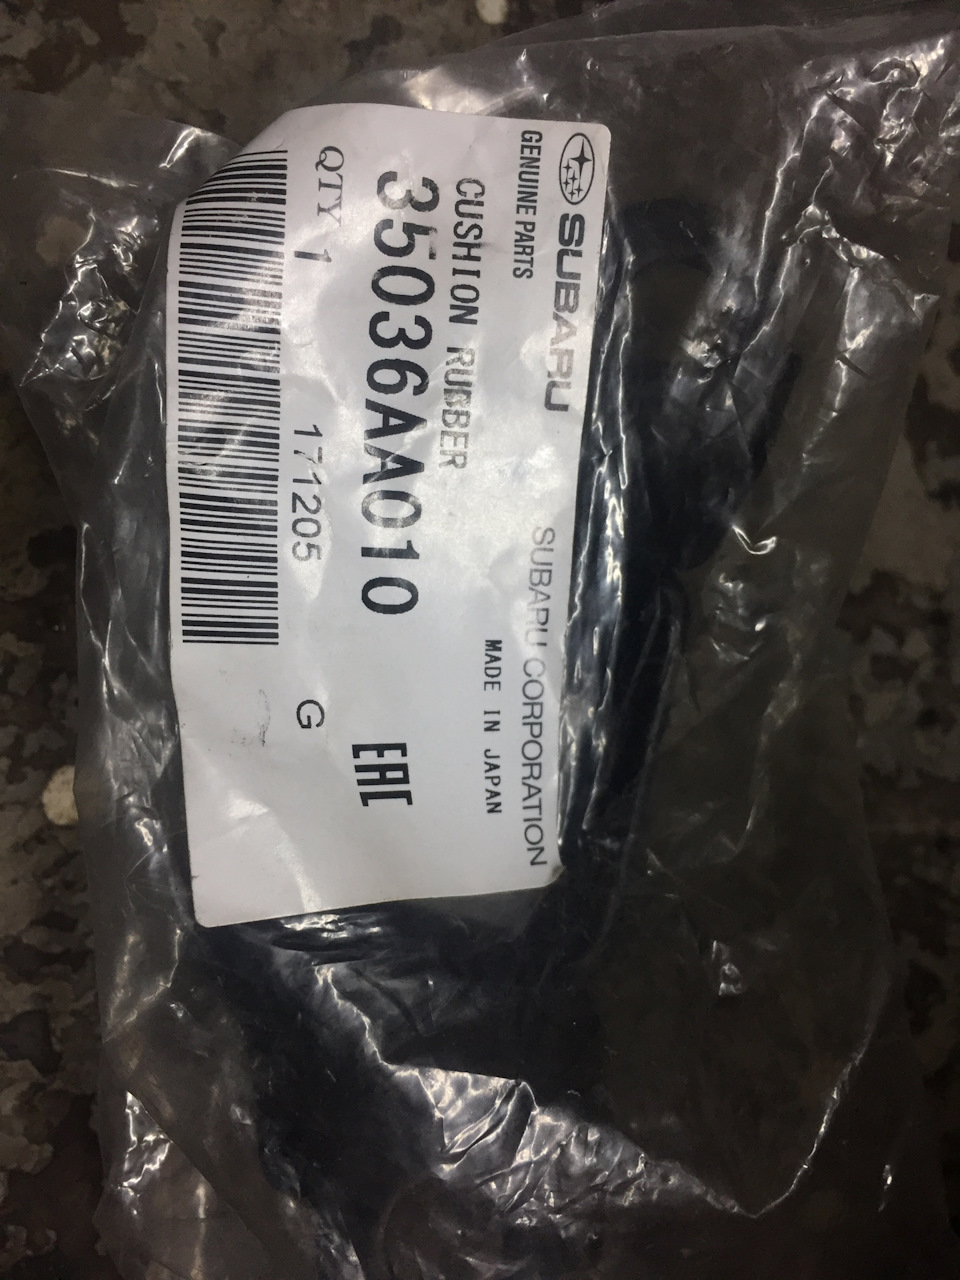 SUBARU
GENUINE PARTS
SUBARU CORPORATION
MADE IN JAPAN
CUSHION RUBBER
35036AA010
EAC
QTY 1
171205
G